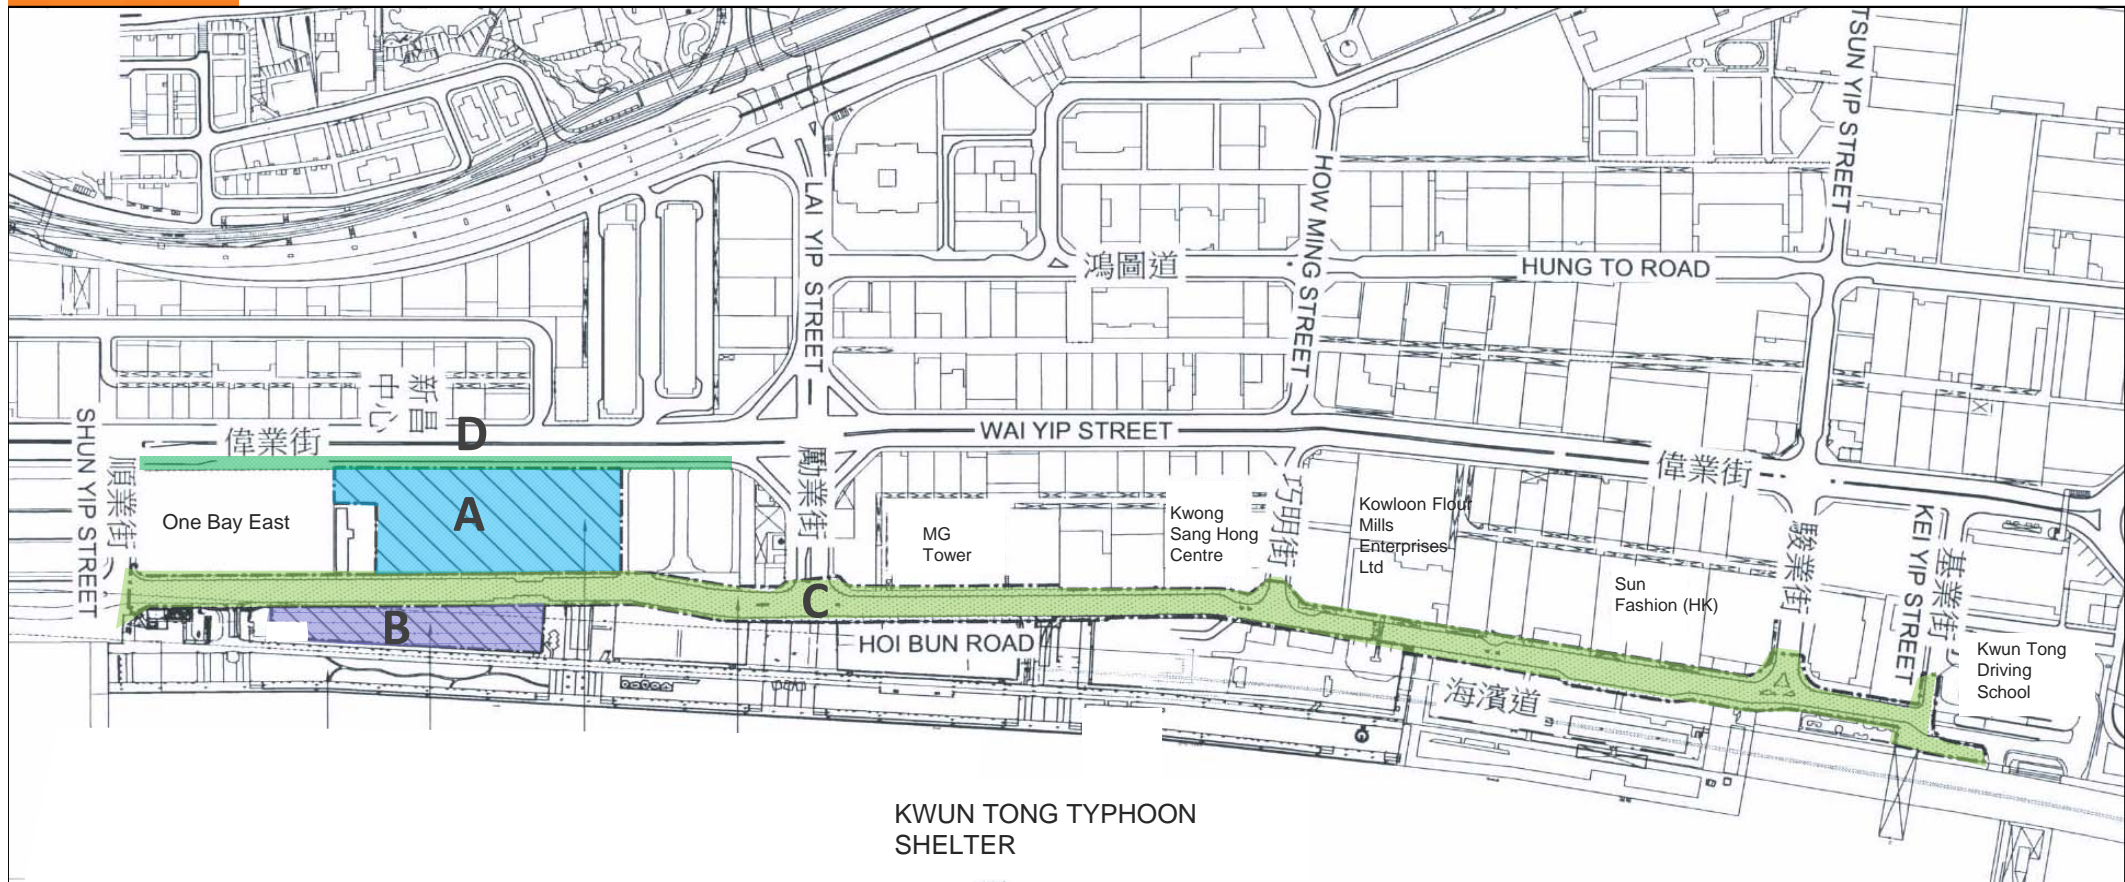 TSUN YIP STREET
LAI YIP STREET
HOW MING STREET
鴻圖道
HUNG TO ROAD
新昌
中心
WAI YIP STREET
偉業街
D
偉業街
SHUN YIP STREET
順業街
One Bay East
A
勵業街
MG
Tower
Kwong
Sang Hong
Centre
巧明街
Kowloon Flour
Mills
Enterprises
Ltd
Sun
Fashion (HK)
駿業街
KEI YIP STREET
基業街
Kwun Tong
Driving
School
C
B
HOI BUN ROAD
海濱道
KWUN TONG TYPHOON
SHELTER